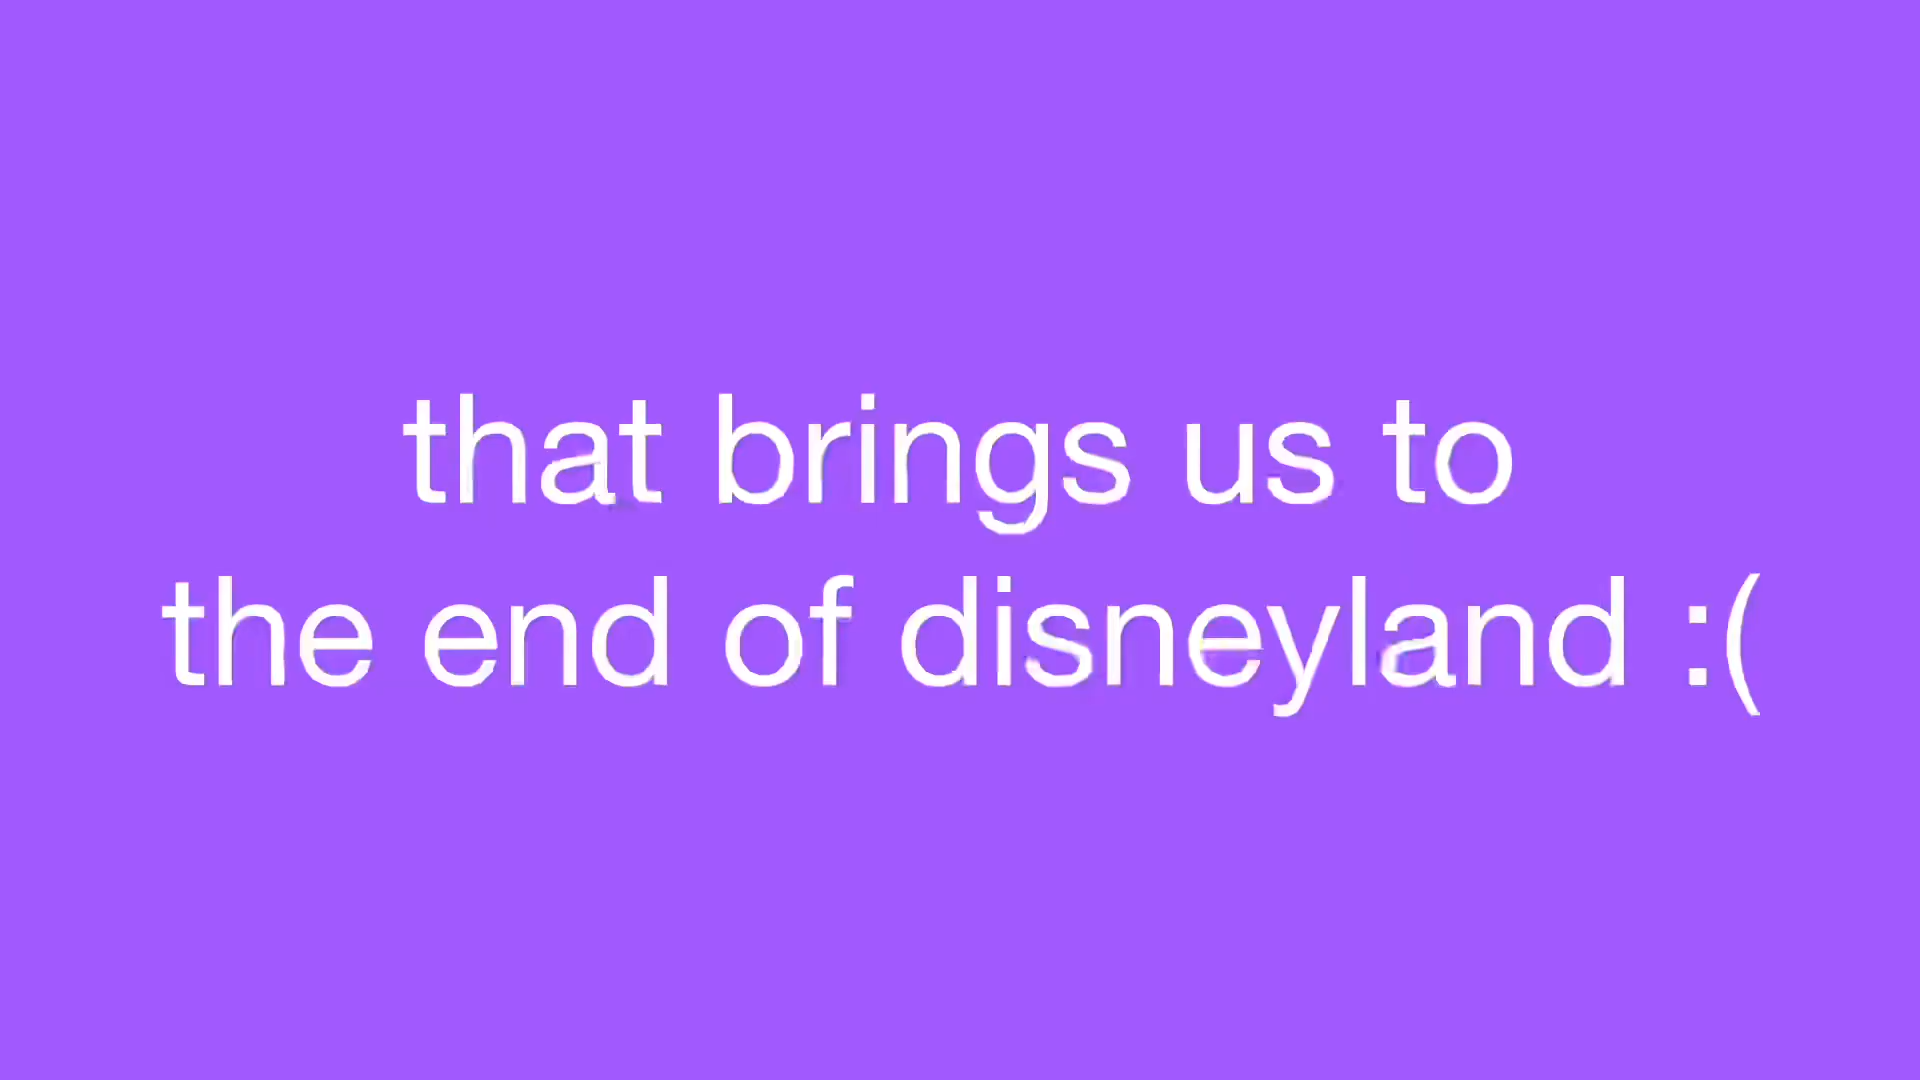 that brings us to
the end of disneyland :(